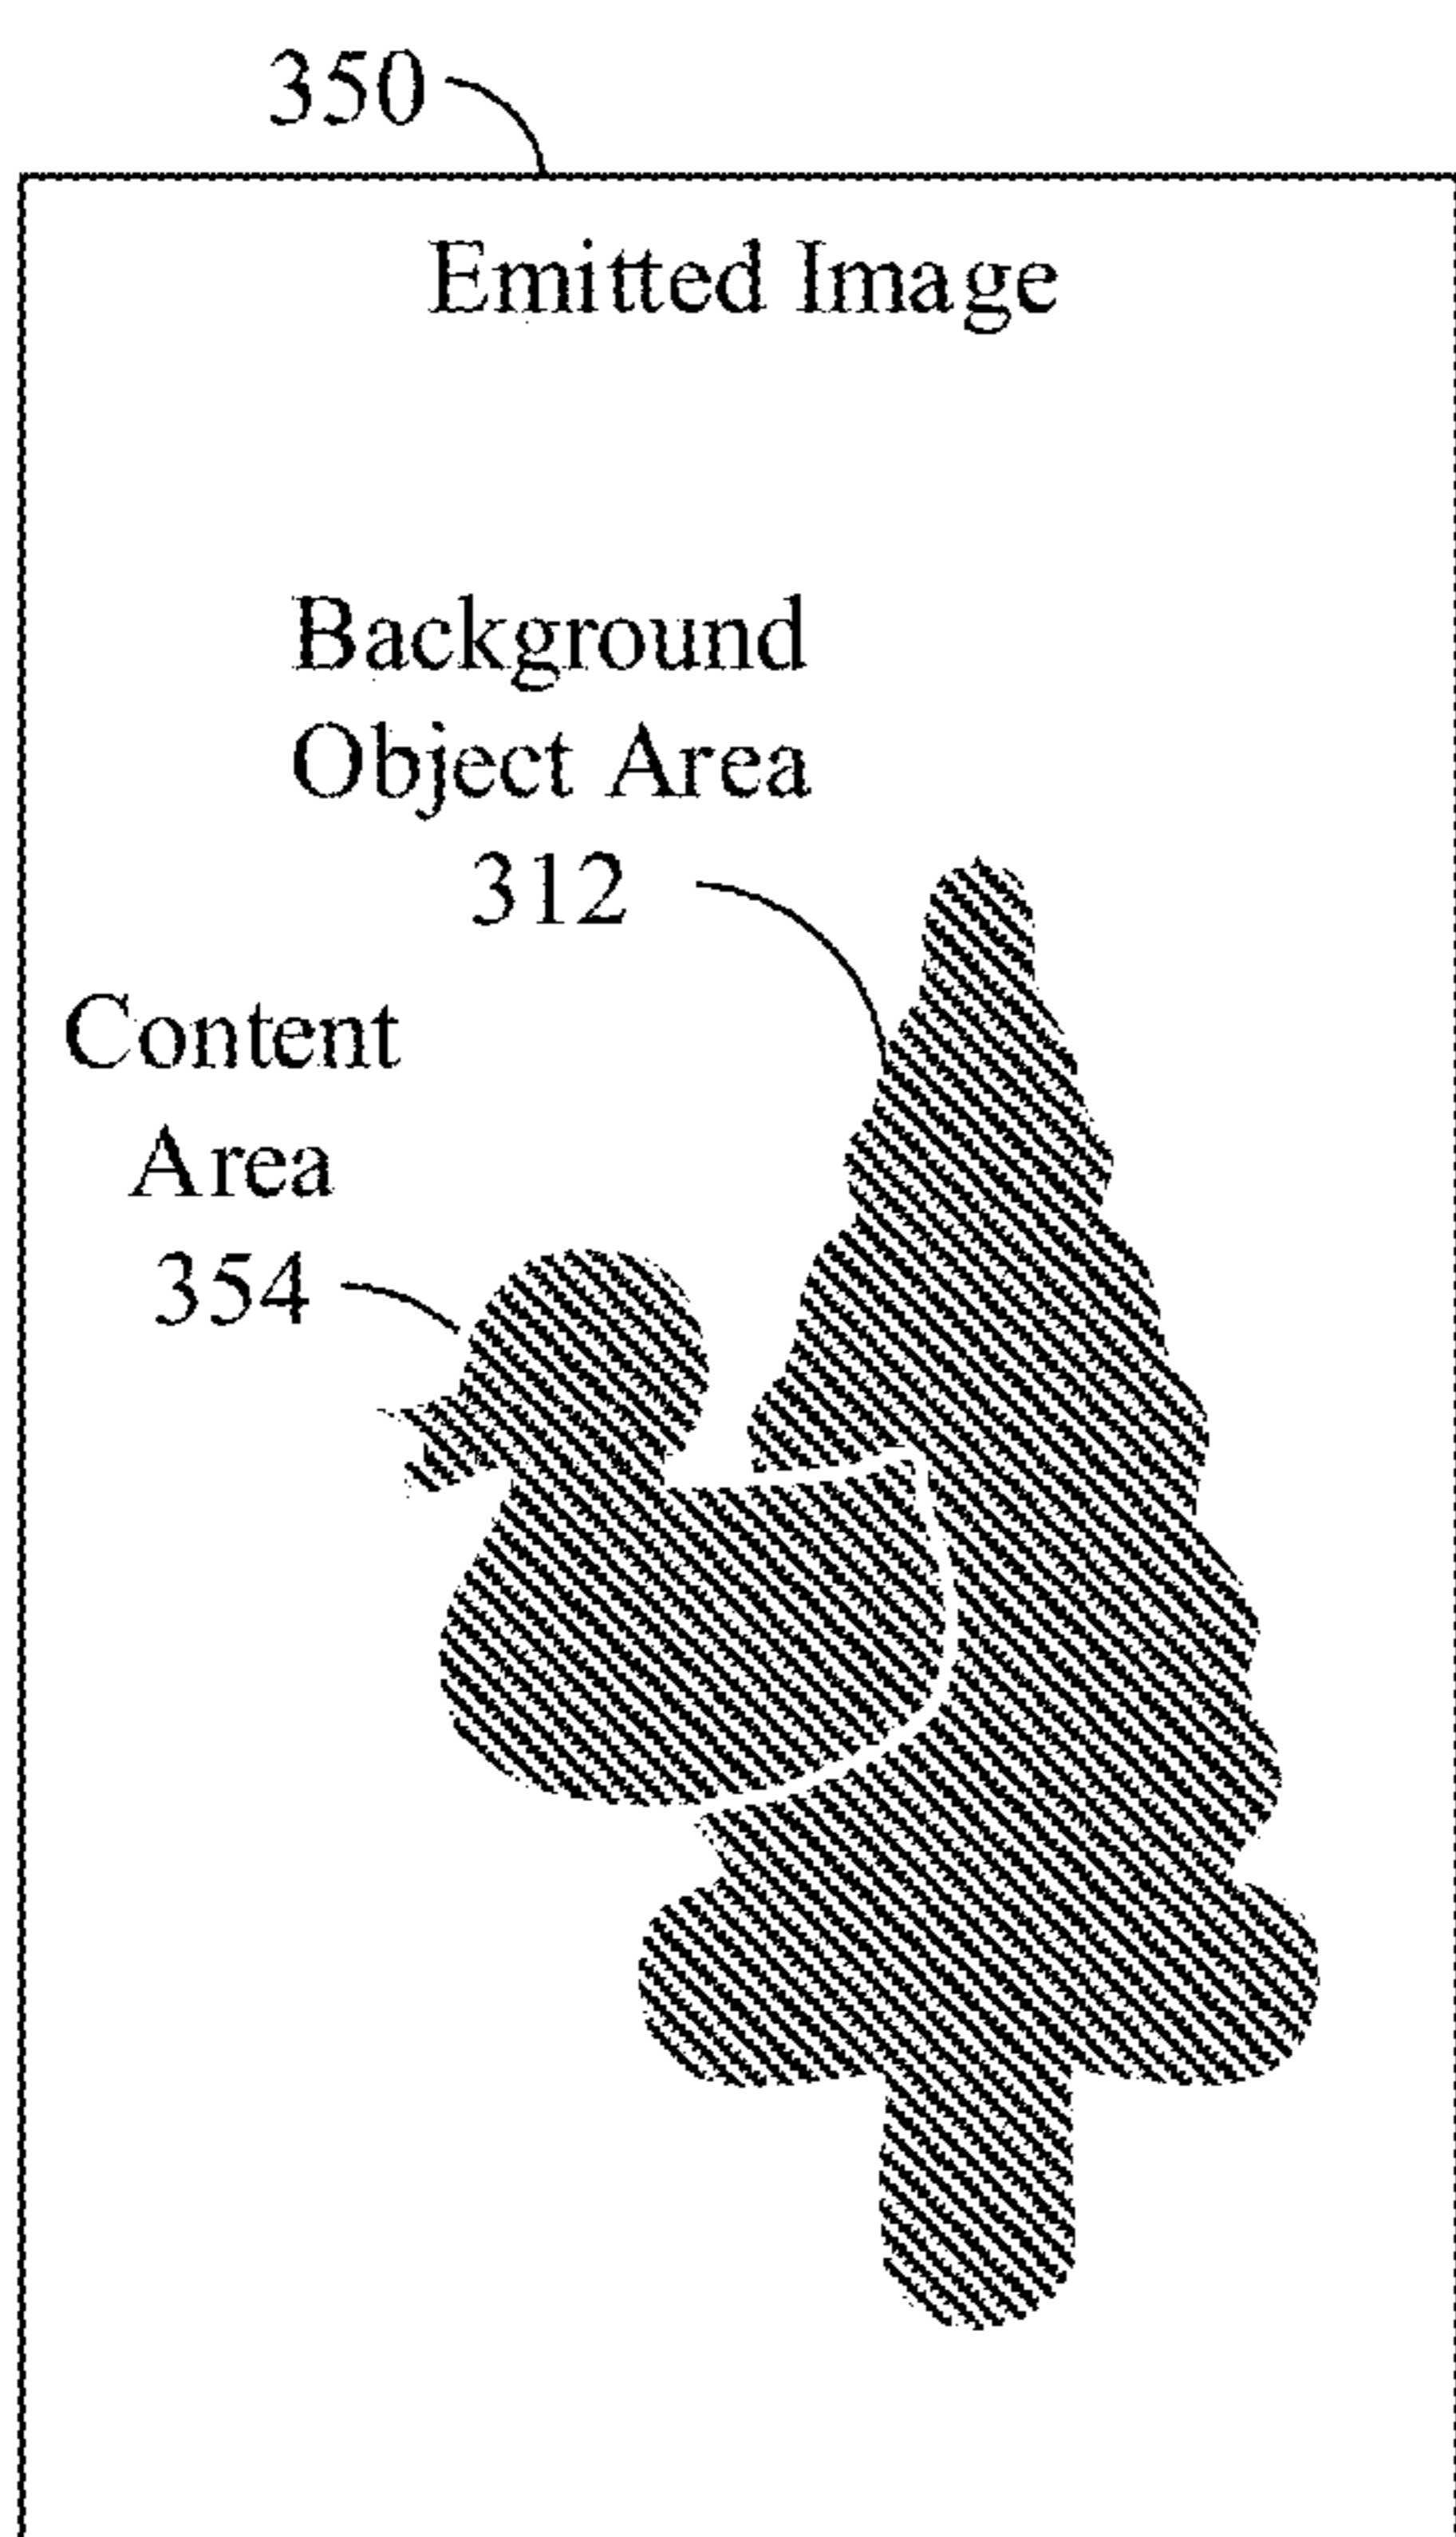 350
Emitted Image
Background
Object Area
312
Content
Area
354